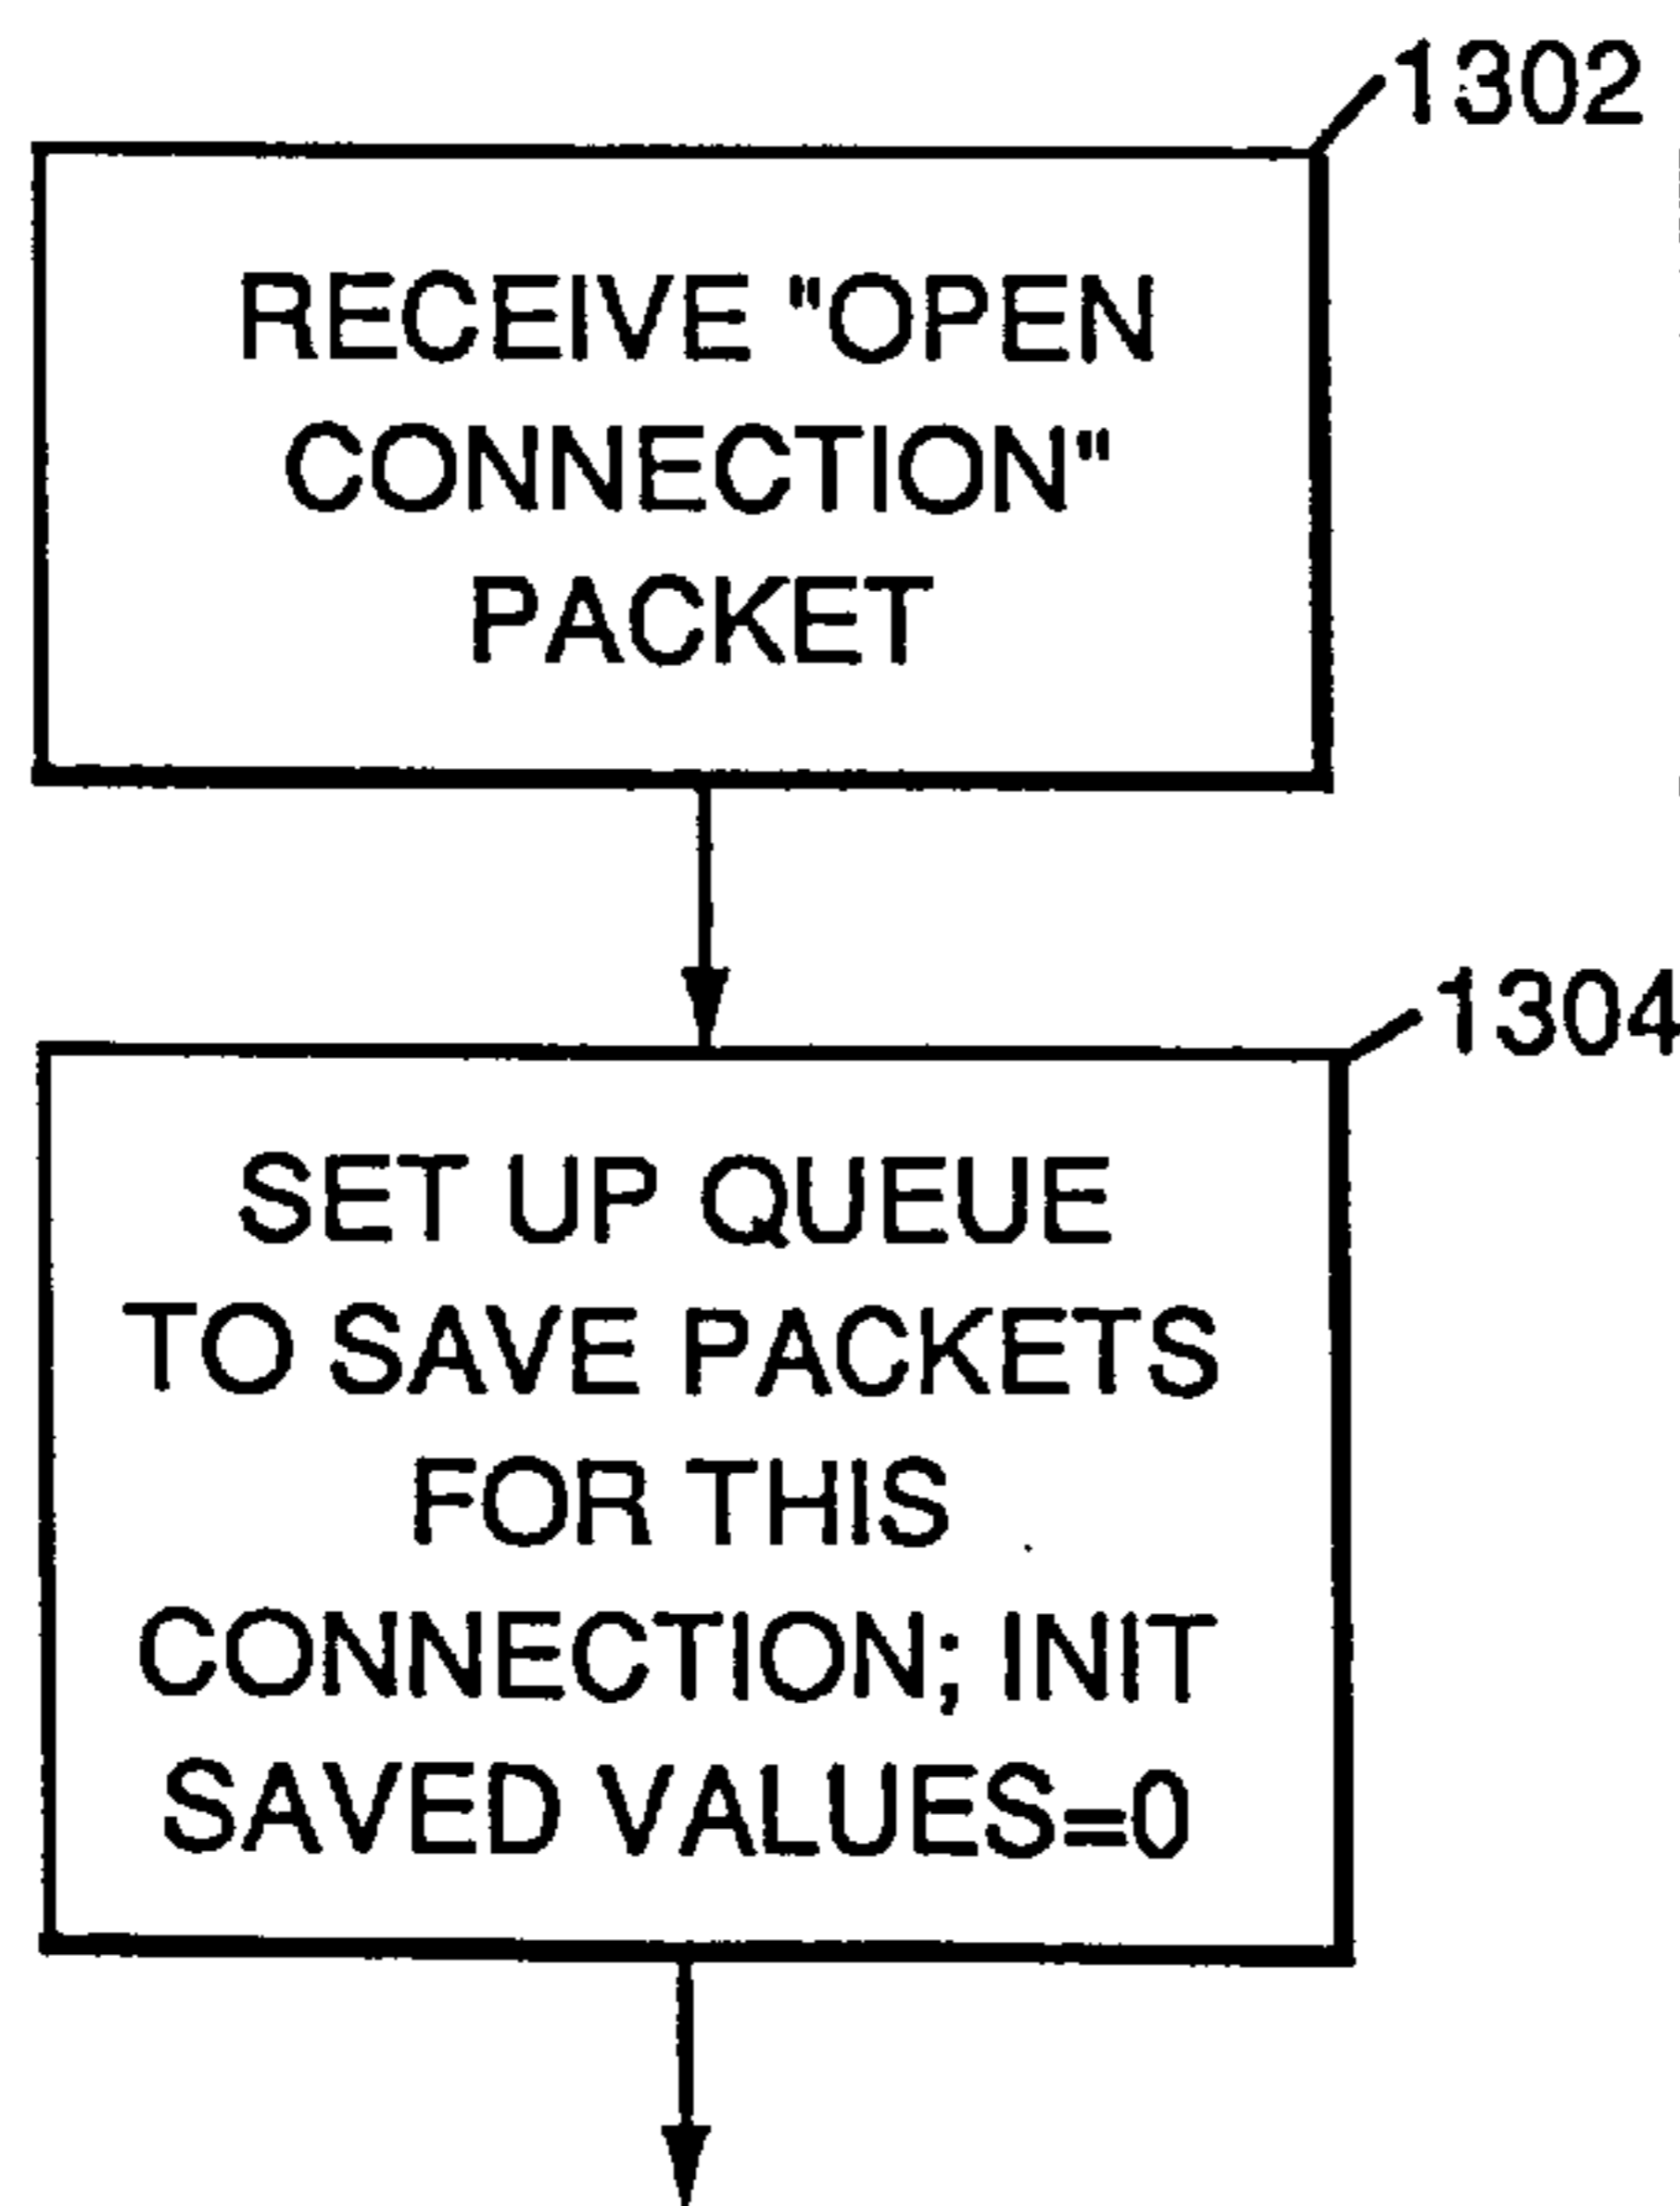 1302
RECEIVE "OPEN
CONNECTION"
PACKET
1304
SET UP QUEUE
TO SAVE PACKETS
FOR THIS
CONNECTION; INIT
SAVED VALUES=0